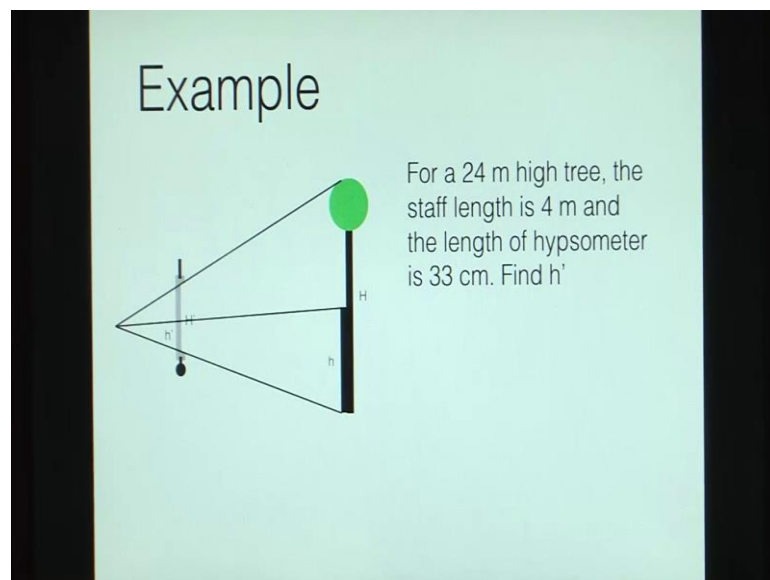 Example
For a 24 m high tree, the
staff length is 4 m and
the length of hypsometer
is 33 cm. Find h'
H
H'
h'
h